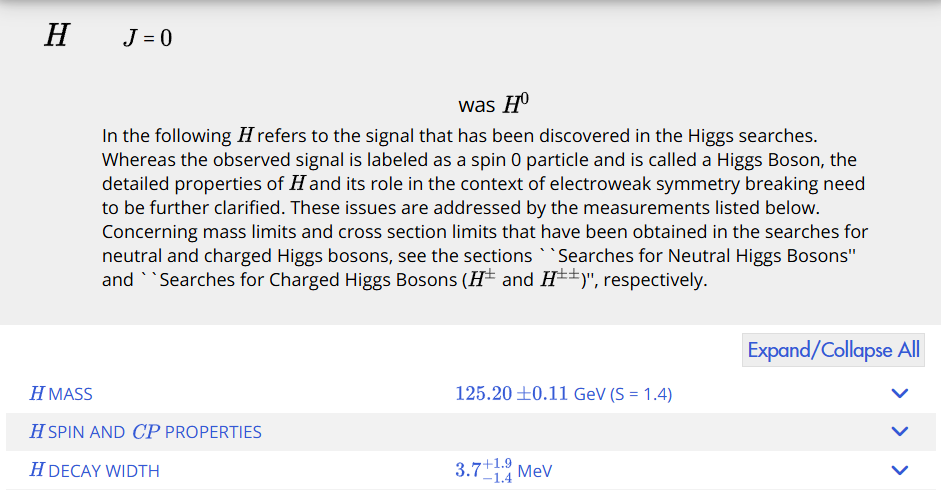 H J = 0
was H⁰
In the following H refers to the signal that has been discovered in the Higgs searches.
Whereas the observed signal is labeled as a spin 0 particle and is called a Higgs Boson, the
detailed properties of H and its role in the context of electroweak symmetry breaking need
to be further clarified. These issues are addressed by the measurements listed below.
Concerning mass limits and cross section limits that have been obtained in the searches for
neutral and charged Higgs bosons, see the sections ``Searches for Neutral Higgs Bosons''
and ``Searches for Charged Higgs Bosons (H^± and H^±±)'', respectively.
Expand/Collapse All
H MASS 125.20 ±0.11 GeV (S = 1.4)
H SPIN AND CP PROPERTIES
H DECAY WIDTH 3.7^{+1.9}_{−1.4} MeV